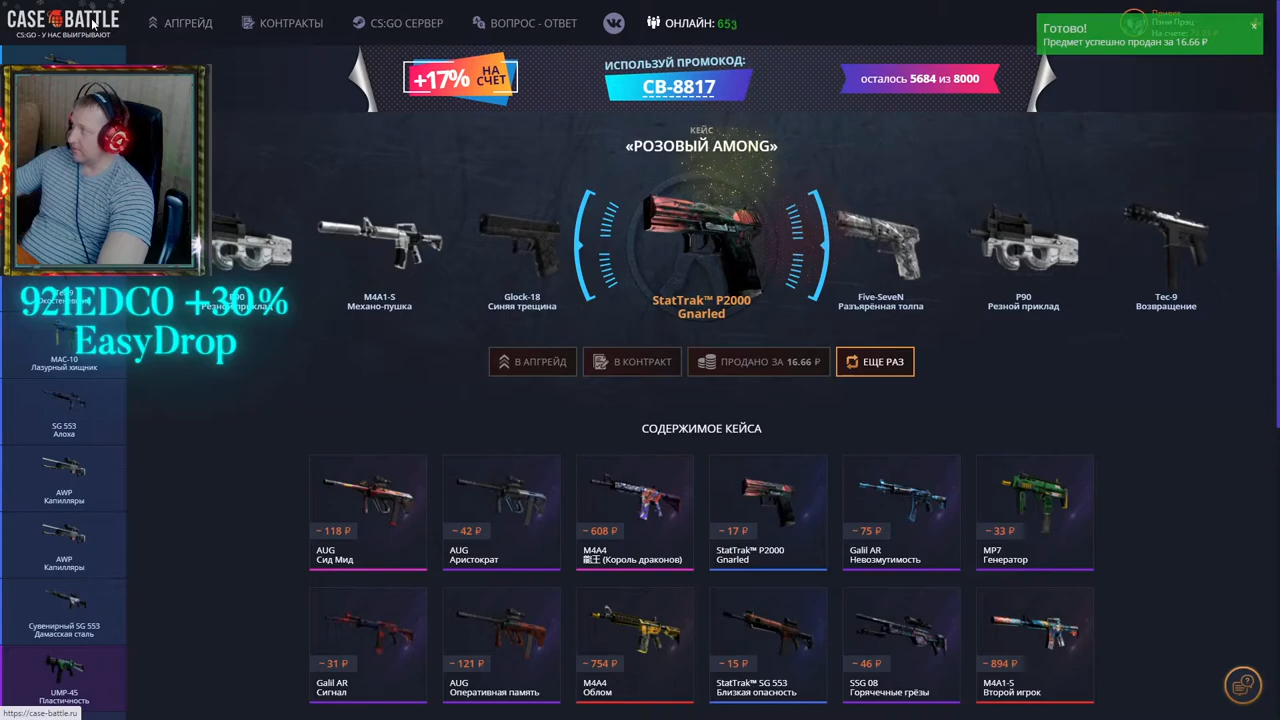 CASE BATTLE
CS:GO - У НАС ВЫИГРЫВАЮТ
АПГРЕЙД
КОНТРАКТЫ
CS:GO СЕРВЕР
ВОПРОС - ОТВЕТ
ОНЛАЙН: 653
Готово!
Предмет успешно продан за 16.66 ₽
+17% НА СЧЕТ
ИСПОЛЬЗУЙ ПРОМОКОД:
CB-8817
осталось 5684 из 8000
КЕЙС
«РОЗОВЫЙ AMONG»
M4A1-S
Механо-пушка
Glock-18
Синяя трещина
StatTrak™ P2000
Gnarled
Five-SeveN
Разъярённая толпа
P90
Резной приклад
Tec-9
Возвращение
921EDC0 +30%
EasyDrop
MAC-10
Лазурный хищник
SG 553
Алоха
AWP
Капилляры
AWP
Капилляры
Сувенирный SG 553
Дамасская сталь
UMP-45
Пластичность
В АПГРЕЙД
В КОНТРАКТ
ПРОДАНО ЗА 16.66 ₽
ЕЩЕ РАЗ
СОДЕРЖИМОЕ КЕЙСА
~ 118 ₽
AUG
Сид Мид
~ 42 ₽
AUG
Аристократ
~ 608 ₽
M4A4
龍王 (Король драконов)
~ 17 ₽
StatTrak™ P2000
Gnarled
~ 75 ₽
Galil AR
Невозмутимость
~ 33 ₽
MP7
Генератор
~ 31 ₽
Galil AR
Сигнал
~ 121 ₽
AUG
Оперативная память
~ 754 ₽
M4A4
Облом
~ 15 ₽
StatTrak™ SG 553
Близкая опасность
~ 46 ₽
SSG 08
Горячечные грёзы
~ 894 ₽
M4A1-S
Второй игрок
https://case-battle.ru